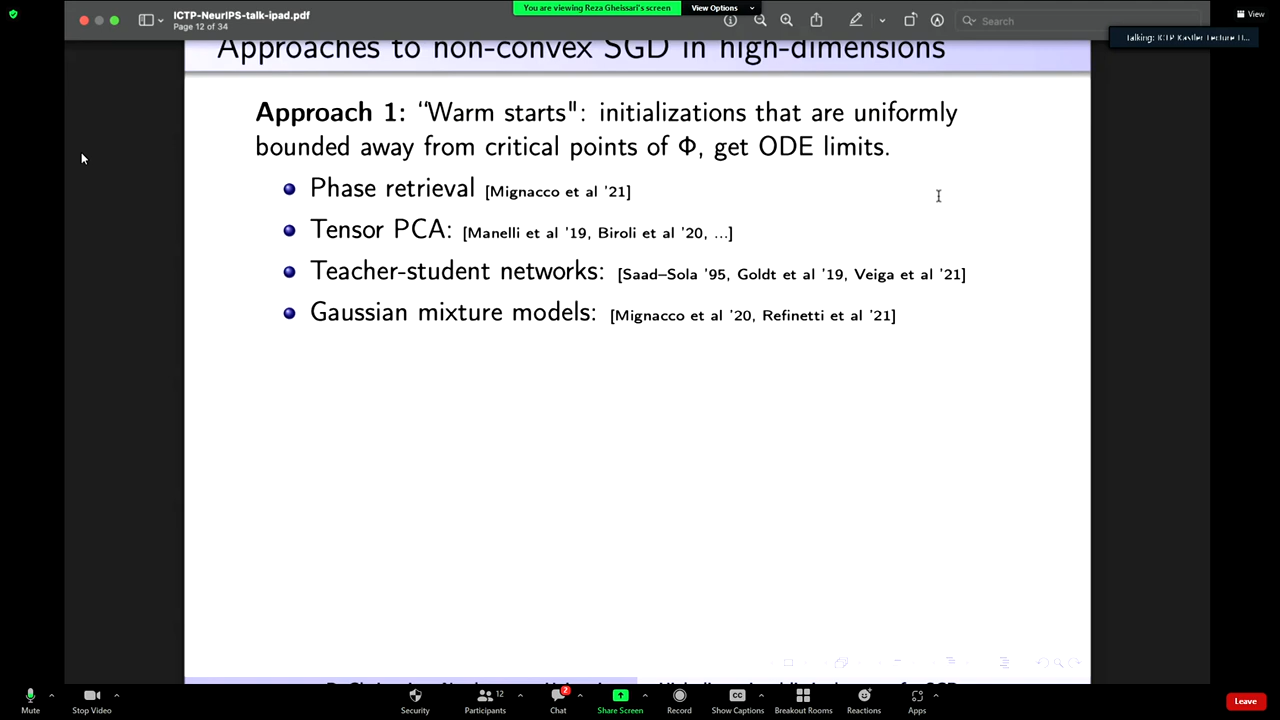 ICTP-NeurIPS-talk-ipad.pdf
Page 12 of 34
You are viewing Reza Gheissari's screen
View Options
Search
View
Talking: ICTP Kastler Lecture H...
Approaches to non-convex SGD in high-dimensions
Approach 1: “Warm starts": initializations that are uniformly
bounded away from critical points of Φ, get ODE limits.
Phase retrieval [Mignacco et al '21]
Tensor PCA: [Manelli et al '19, Biroli et al '20, ...]
Teacher-student networks: [Saad–Sola '95, Goldt et al '19, Veiga et al '21]
Gaussian mixture models: [Mignacco et al '20, Refinetti et al '21]
Mute
Stop Video
Security
Participants
12
Chat
2
Share Screen
Record
Show Captions
CC
Breakout Rooms
Reactions
Apps
Leave